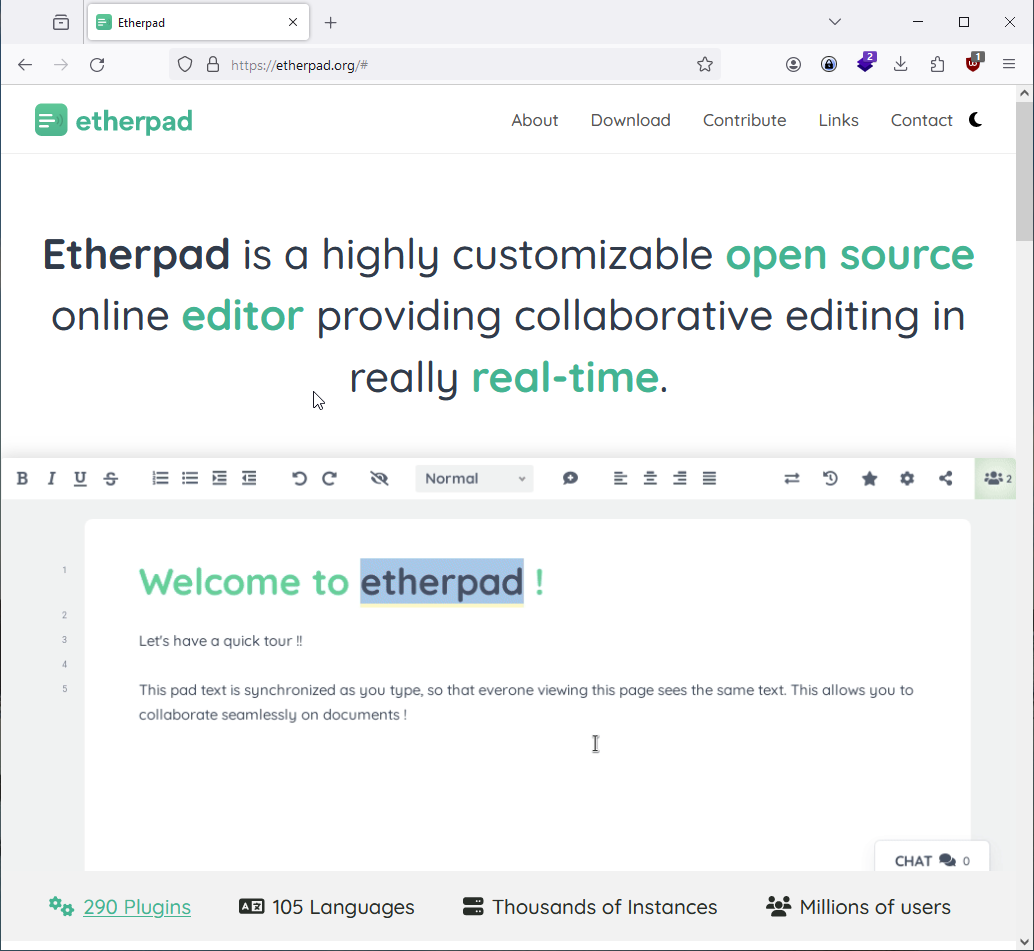 Etherpad
2
1
https://etherpad.org/#
etherpad
About Download Contribute Links Contact
Etherpad is a highly customizable open source
online editor providing collaborative editing in
really real-time.
B I U S Normal 2
1 Welcome to etherpad !
2
3 Let's have a quick tour !!
4
5 This pad text is synchronized as you type, so that everone viewing this page sees the same text. This allows you to
collaborate seamlessly on documents !
CHAT 0
290 Plugins 105 Languages Thousands of Instances Millions of users